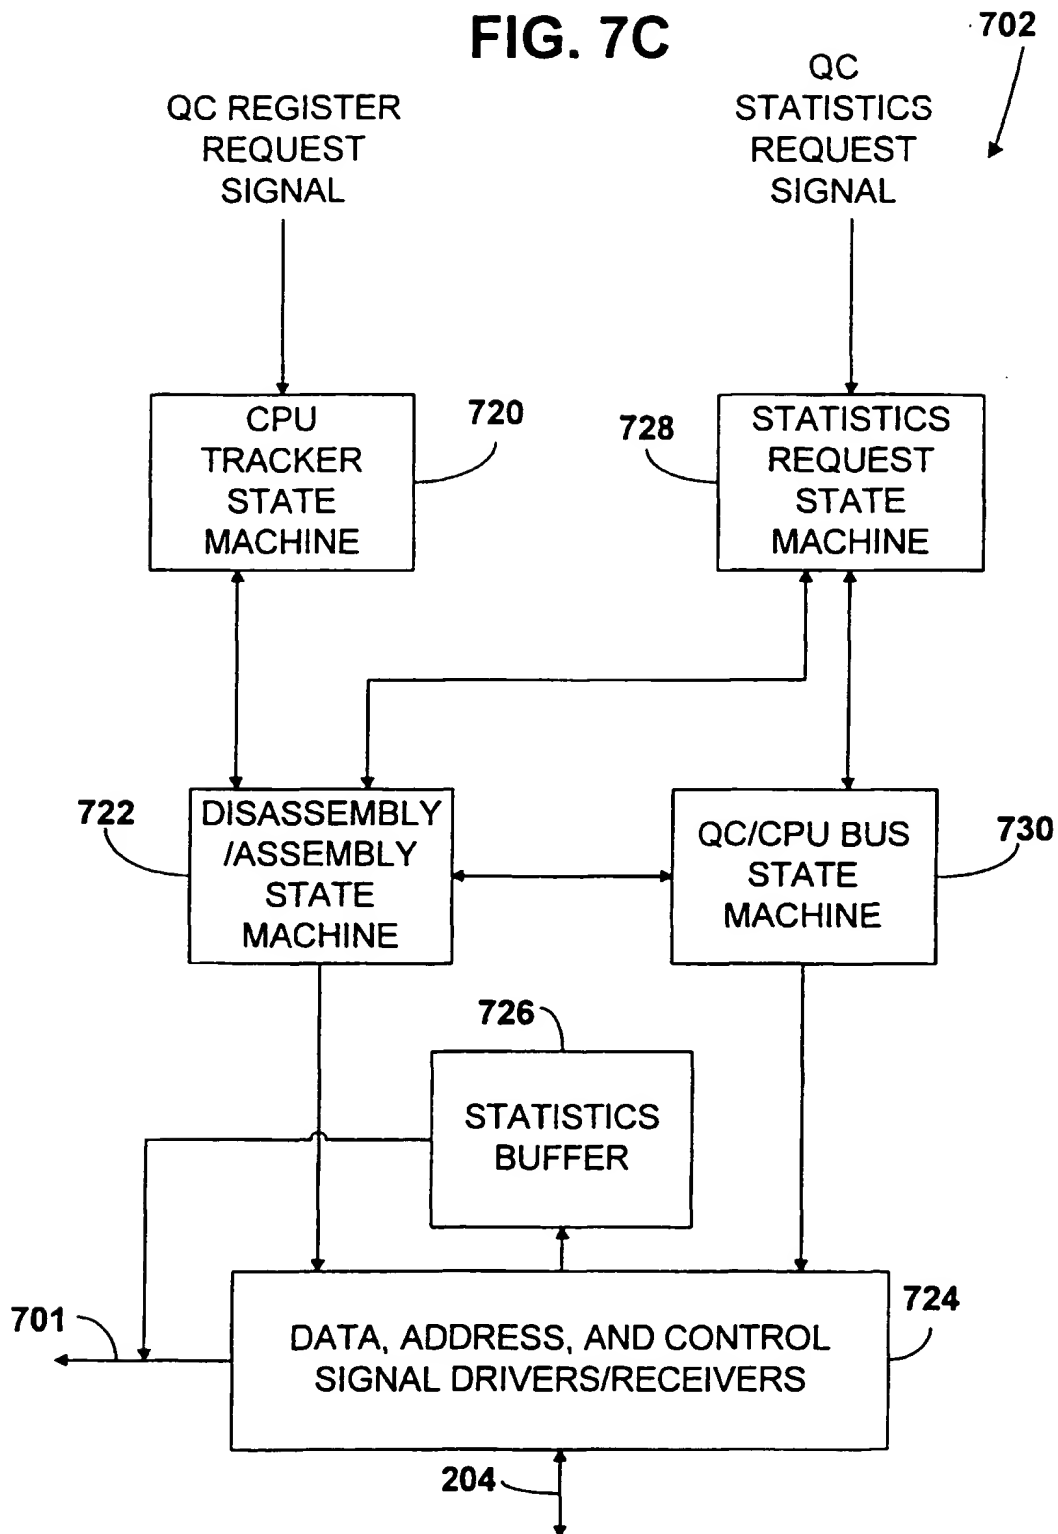 FIG. 7C
702
QC REGISTER
REQUEST
SIGNAL
QC
STATISTICS
REQUEST
SIGNAL
CPU
TRACKER
STATE
MACHINE
720
728
STATISTICS
REQUEST
STATE
MACHINE
722
DISASSEMBLY
/ASSEMBLY
STATE
MACHINE
QC/CPU BUS
STATE
MACHINE
730
726
STATISTICS
BUFFER
701
DATA, ADDRESS, AND CONTROL
SIGNAL DRIVERS/RECEIVERS
724
204